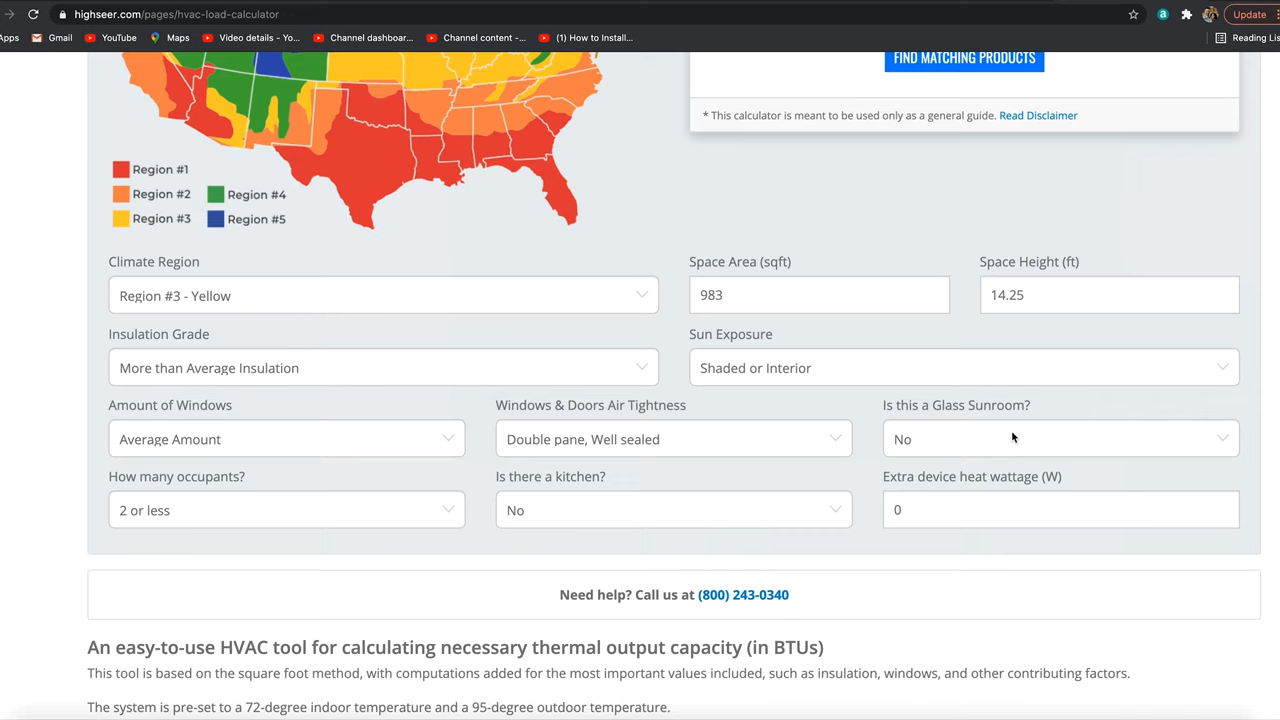 highseer.com/pages/hvac-load-calculator
Update
Apps Gmail YouTube Maps Video details - Yo... Channel dashboar... Channel content -... (1) How to Install... Reading Lis
FIND MATCHING PRODUCTS
* This calculator is meant to be used only as a general guide. Read Disclaimer
Region #1
Region #2 Region #4
Region #3 Region #5
Climate Region Space Area (sqft) Space Height (ft)
Region #3 - Yellow 983 14.25
Insulation Grade Sun Exposure
More than Average Insulation Shaded or Interior
Amount of Windows Windows & Doors Air Tightness Is this a Glass Sunroom?
Average Amount Double pane, Well sealed No
How many occupants? Is there a kitchen? Extra device heat wattage (W)
2 or less No 0
Need help? Call us at (800) 243-0340
An easy-to-use HVAC tool for calculating necessary thermal output capacity (in BTUs)
This tool is based on the square foot method, with computations added for the most important values included, such as insulation, windows, and other contributing factors.
The system is pre-set to a 72-degree indoor temperature and a 95-degree outdoor temperature.